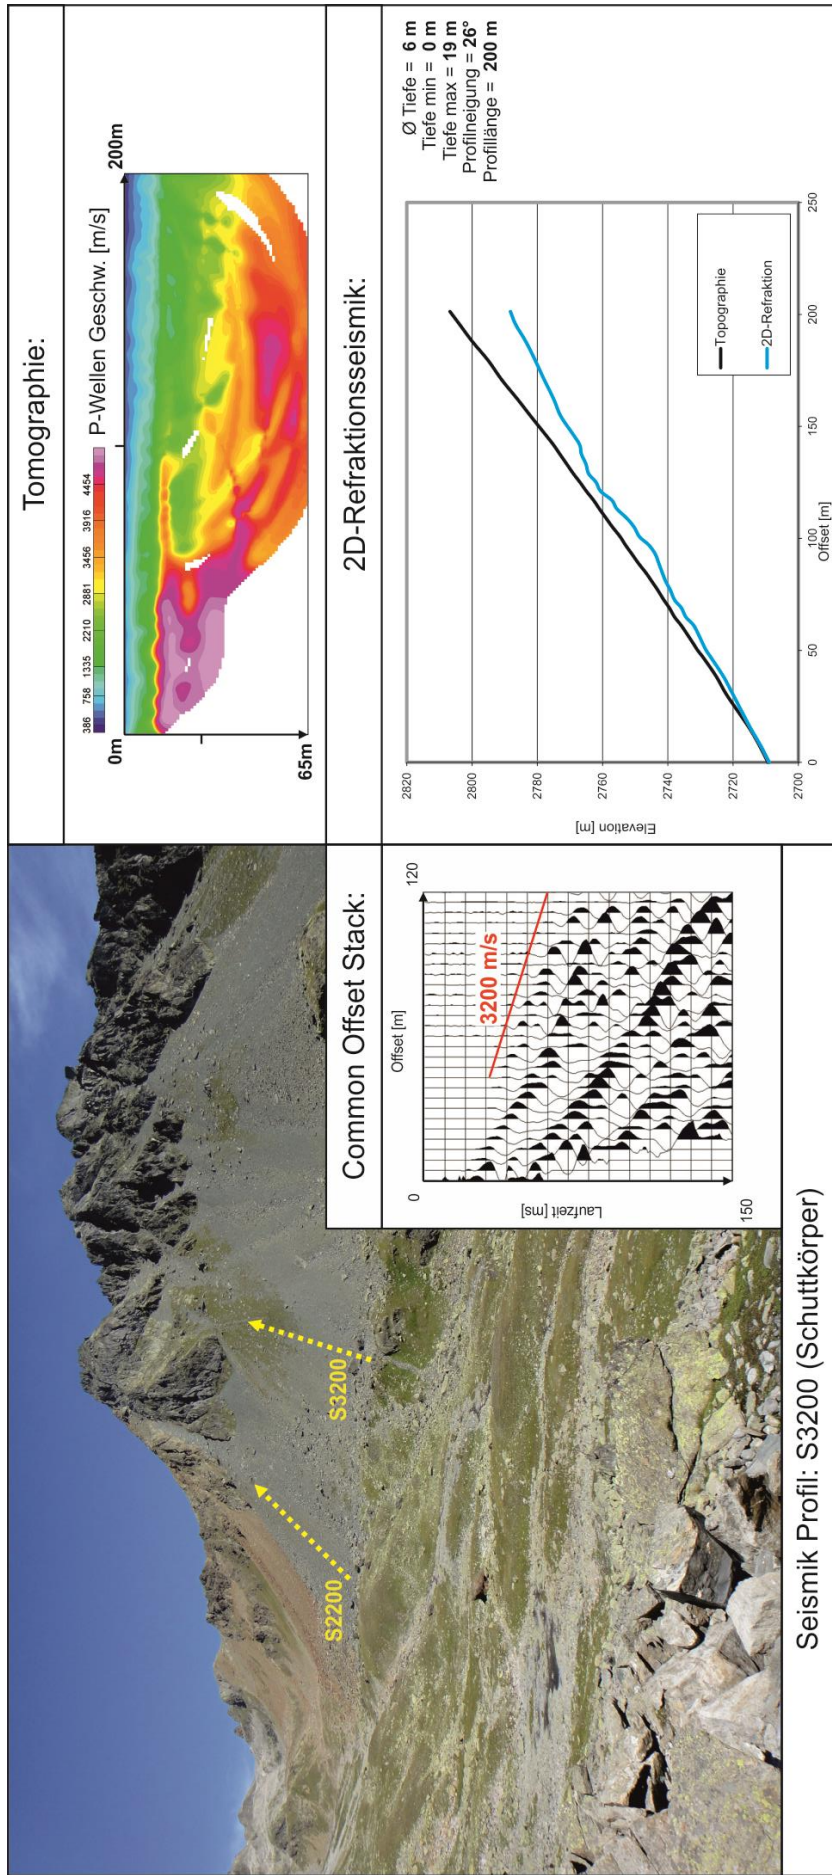 S2200
S3200
Common Offset Stack:
Offset [m]
0
120
3200 m/s
Laufzeit [ms]
150
Seismik Profil: S3200 (Schuttkörper)
Tomographie:
386 758 1335 2210 2881 3456 3916 4454
P-Wellen Geschw. [m/s]
0m
200m
65m
2D-Refraktionsseismik:
Ø Tiefe = 6 m
Tiefe min = 0 m
Tiefe max = 19 m
Profilneigung = 26°
Profillänge = 200 m
Elevation [m]
2820
2800
2780
2760
2740
2720
2700
0 50 100 150 200 250
Offset [m]
Topographie
2D-Refraktion